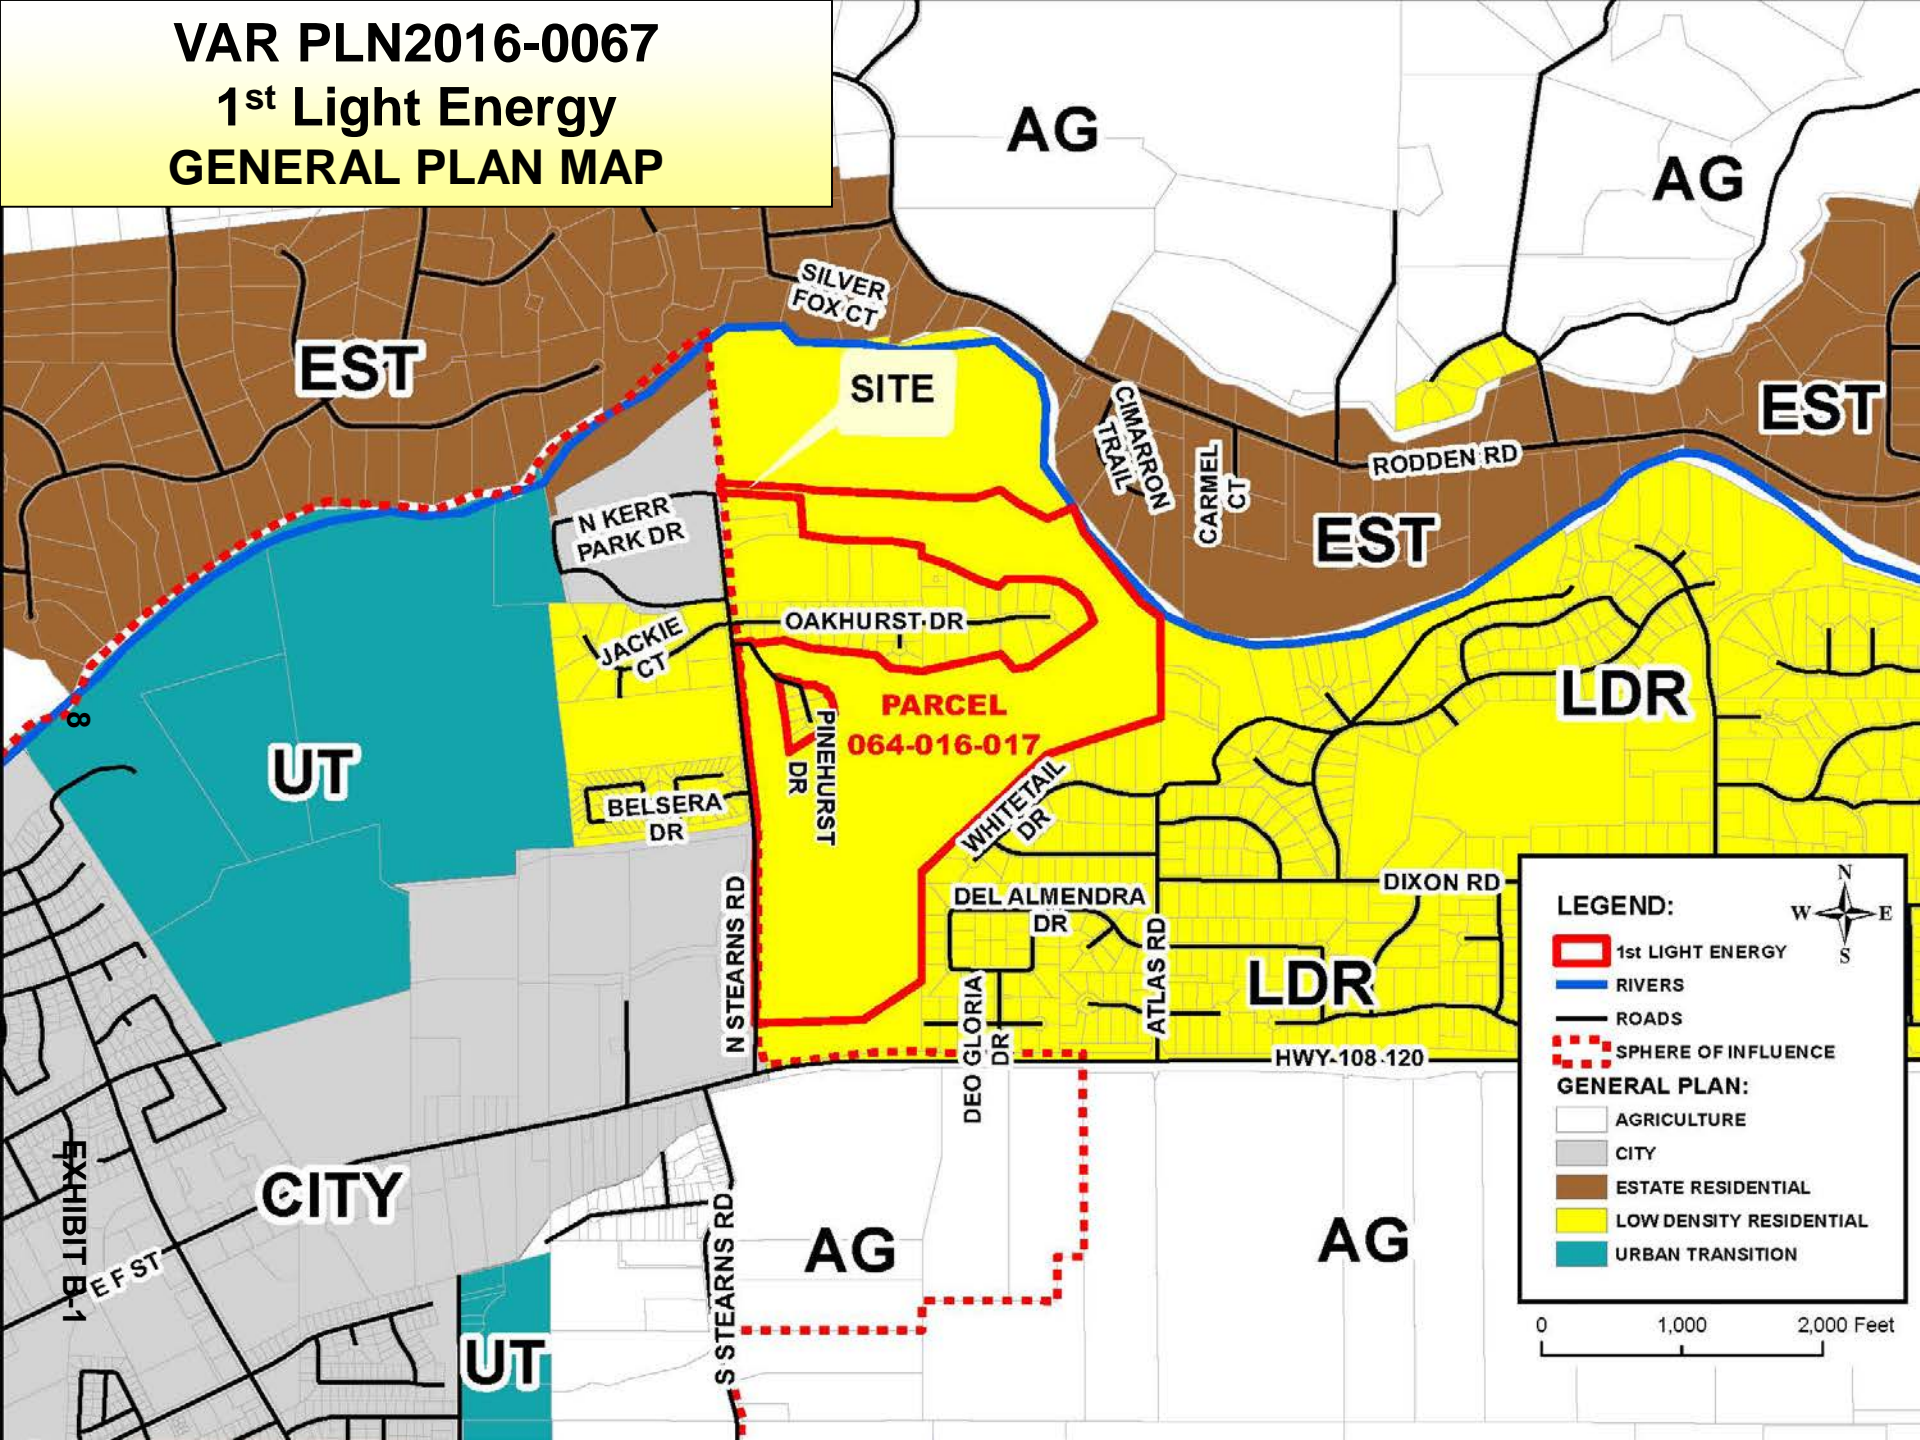 VAR PLN2016-0067
1st Light Energy
GENERAL PLAN MAP
AG
AG
SILVER
FOX CT
EST
SITE
CIMARRON
TRAIL
CARMEL
CT
RODDEN RD
EST
EST
N KERR
PARK DR
JACKIE
CT
OAKHURST DR
PARCEL
064-016-017
PINEHURST
DR
LDR
8
UT
BELSERA
DR
WHITETAIL
DR
N STEARNS RD
DEL ALMENDRA
DR
DIXON RD
ATLAS RD
LDR
DEO GLORIA
DR
HWY 108 120
CITY
EXHIBIT B-1
E F ST
S STEARNS RD
AG
AG
UT
LEGEND:
N
W
E
S
1st LIGHT ENERGY
RIVERS
ROADS
SPHERE OF INFLUENCE
GENERAL PLAN:
AGRICULTURE
CITY
ESTATE RESIDENTIAL
LOW DENSITY RESIDENTIAL
URBAN TRANSITION
0 1,000 2,000 Feet